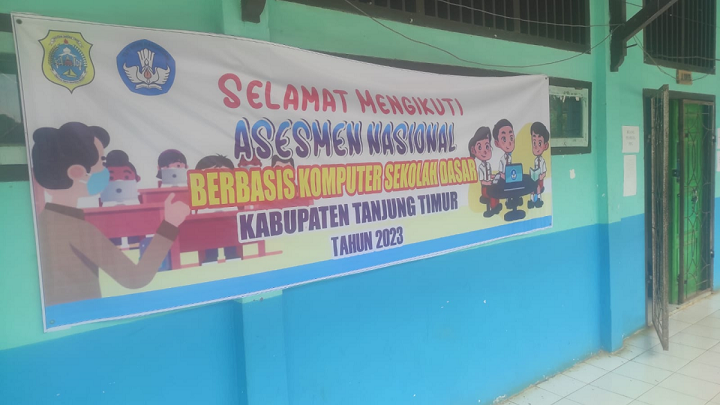 SELAMAT MENGIKUTI
ASESMEN NASIONAL
BERBASIS KOMPUTER SEKOLAH DASAR
KABUPATEN TANJUNG TIMUR
TAHUN 2023